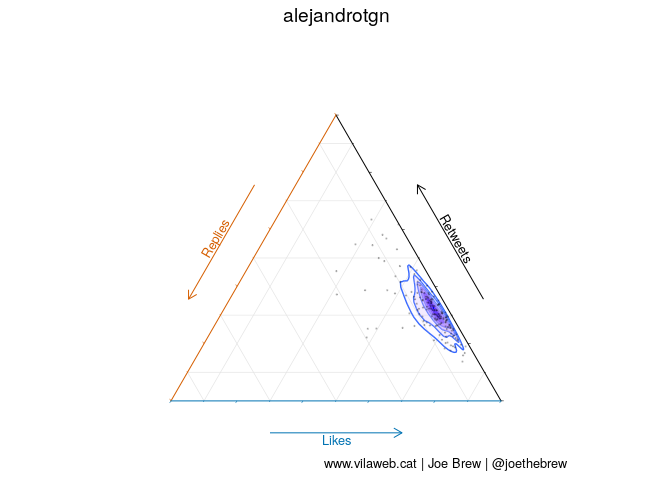 alejandrotgn
Replies
Retweets
Likes
www.vilaweb.cat | Joe Brew | @joethebrew